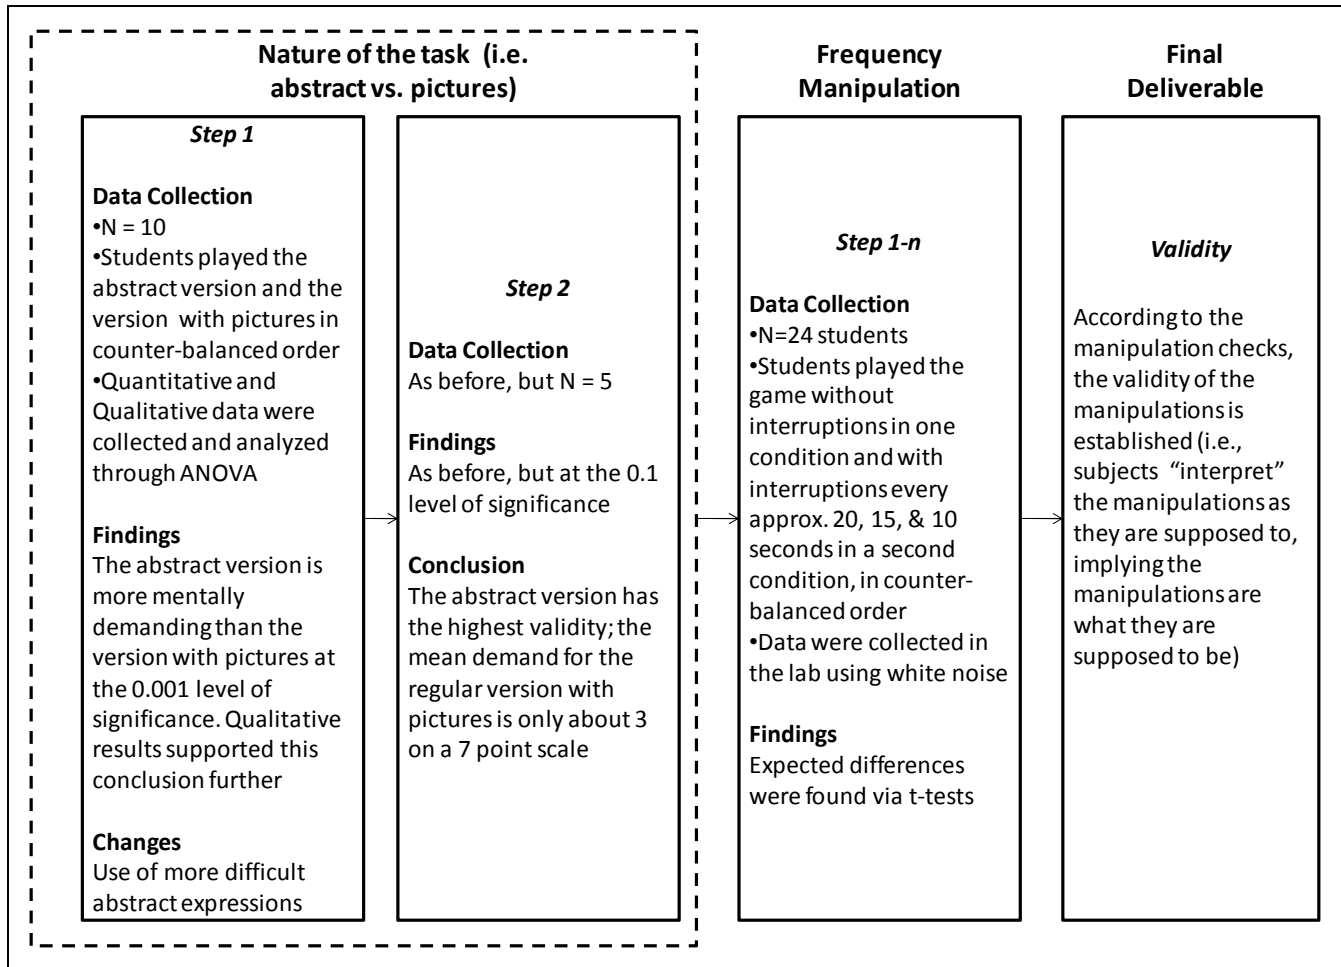 Nature of the task (i.e.
abstract vs. pictures)
Step 1
Data Collection
•N = 10
•Students played the
abstract version and the
version with pictures in
counter-balanced order
•Quantitative and
Qualitative data were
collected and analyzed
through ANOVA
Findings
The abstract version is
more mentally
demanding than the
version with pictures at
the 0.001 level of
significance. Qualitative
results supported this
conclusion further
Changes
Use of more difficult
abstract expressions
Step 2
Data Collection
As before, but N = 5
Findings
As before, but at the 0.1
level of significance
Conclusion
The abstract version has
the highest validity; the
mean demand for the
regular version with
pictures is only about 3
on a 7 point scale
Frequency
Manipulation
Step 1-n
Data Collection
•N=24 students
•Students played the
game without
interruptions in one
condition and with
interruptions every
approx. 20, 15, & 10
seconds in a second
condition, in counter-
balanced order
•Data were collected in
the lab using white noise
Findings
Expected differences
were found via t-tests
Final
Deliverable
Validity
According to the
manipulation checks,
the validity of the
manipulations is
established (i.e.,
subjects “interpret”
the manipulations as
they are supposed to,
implying the
manipulations are
what they are
supposed to be)